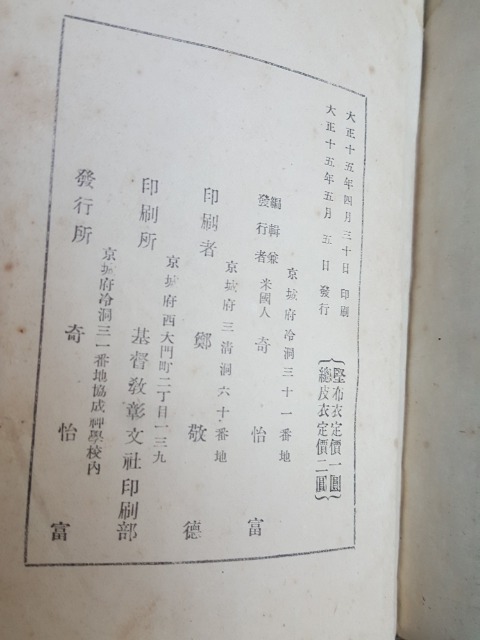 大正十五年四月三十日 印刷
大正十五年五月五日 發行
堅布衣定價一圓
總皮衣定價二圓
京城府冷洞三十一番地
編輯兼
發行者 米國人 奇怡富
京城府三淸洞六十番地
印刷者 鄭敬德
京城府西大門町二丁目一三九
印刷所 基督敎彰文社印刷部
京城府冷洞三一番地協成神學校内
發行所 奇怡富